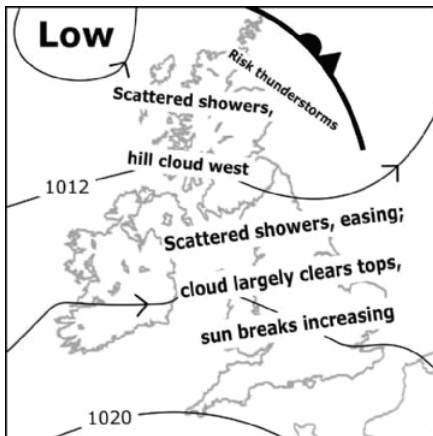 Low
Risk thunderstorms
Scattered showers,
hill cloud west
1012
Scattered showers, easing;
cloud largely clears tops,
sun breaks increasing
1020